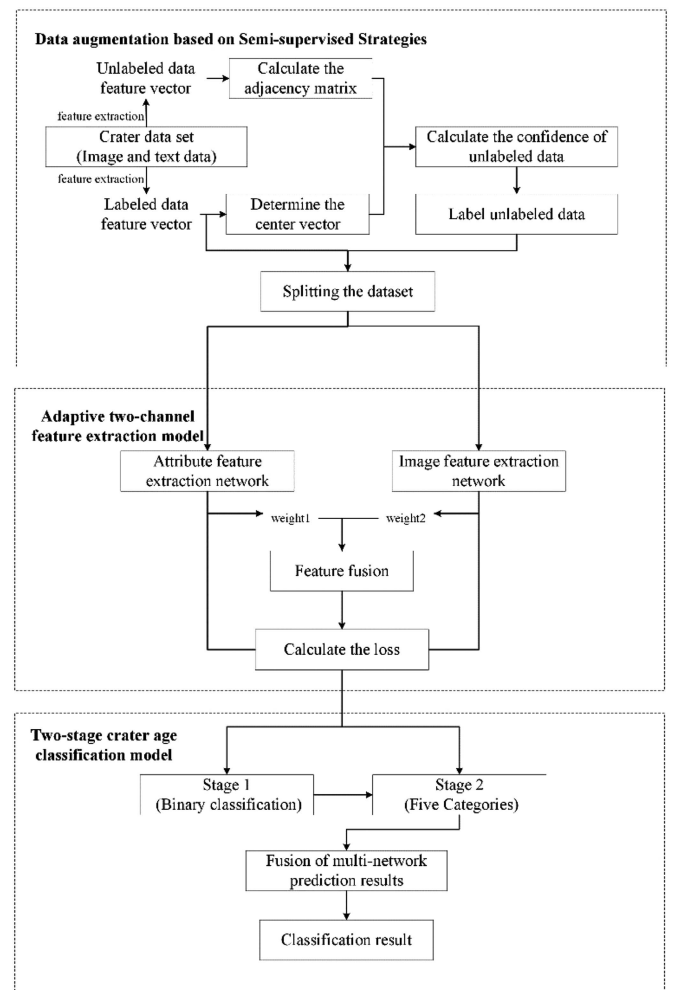 Data augmentation based on Semi-supervised Strategies
Unlabeled data
feature vector
Calculate the
adjacency matrix
feature extraction
Crater data set
(Image and text data)
feature extraction
Calculate the confidence of
unlabeled data
Labeled data
feature vector
Determine the
center vector
Label unlabeled data
Splitting the dataset
Adaptive two-channel
feature extraction model
Attribute feature
extraction network
Image feature extraction
network
weight1
weight2
Feature fusion
Calculate the loss
Two-stage crater age
classification model
Stage 1
(Binary classification)
Stage 2
(Five Categories)
Fusion of multi-network
prediction results
Classification result